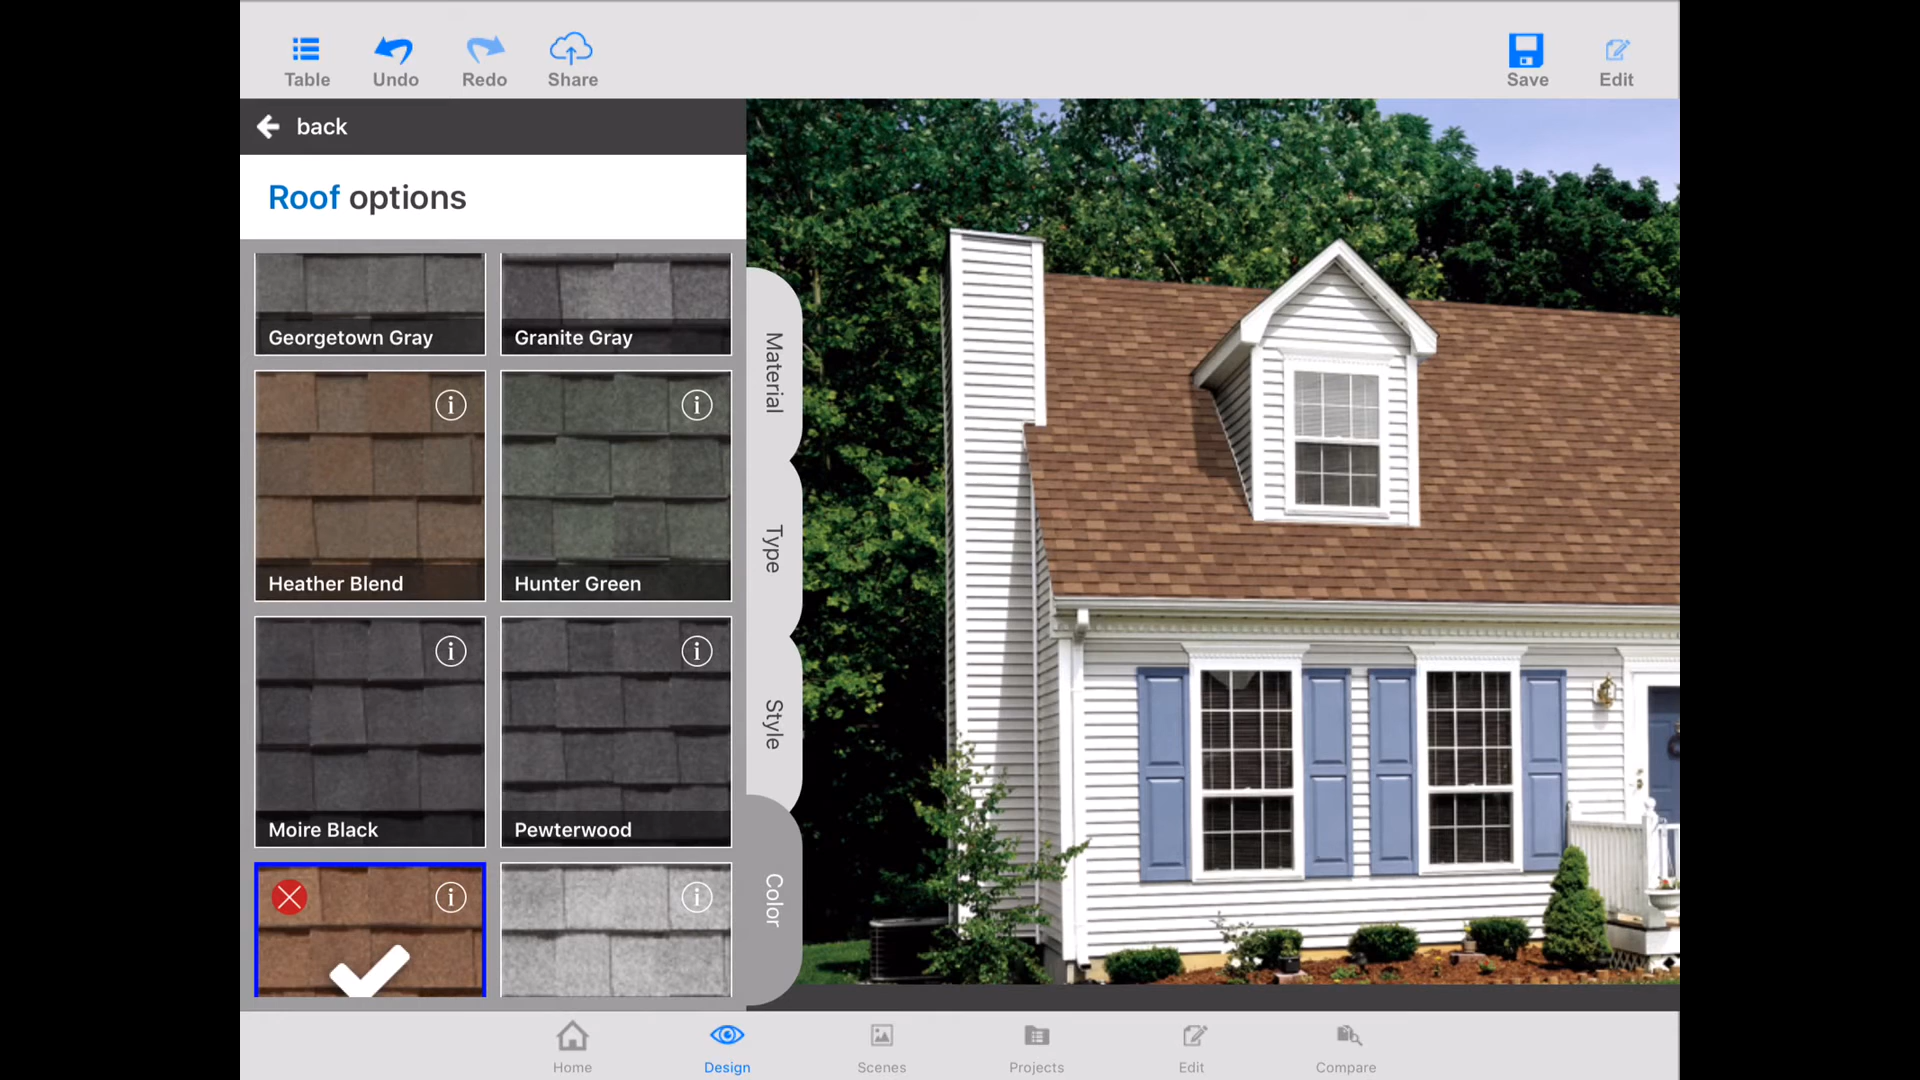 Table
Undo
Redo
Share
Save
Edit
back
Roof options
Georgetown Gray
Granite Gray
Heather Blend
Hunter Green
Moire Black
Pewterwood
Material
Type
Style
Color
Home
Design
Scenes
Projects
Edit
Compare